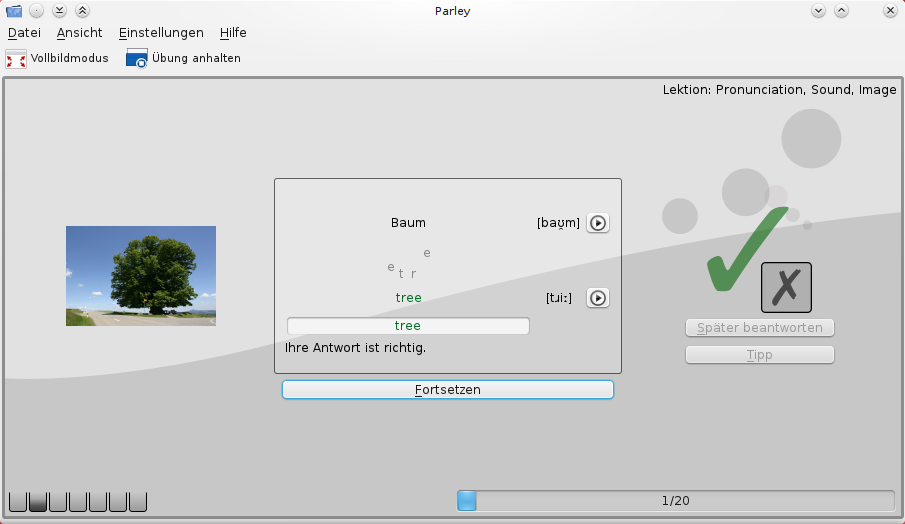 Parley
Datei Ansicht Einstellungen Hilfe
Vollbildmodus Übung anhalten
Lektion: Pronunciation, Sound, Image
Baum [baʊ̯m]
e t r e
tree [tɹiː]
tree
Ihre Antwort ist richtig.
Fortsetzen
Später beantworten
Tipp
1/20